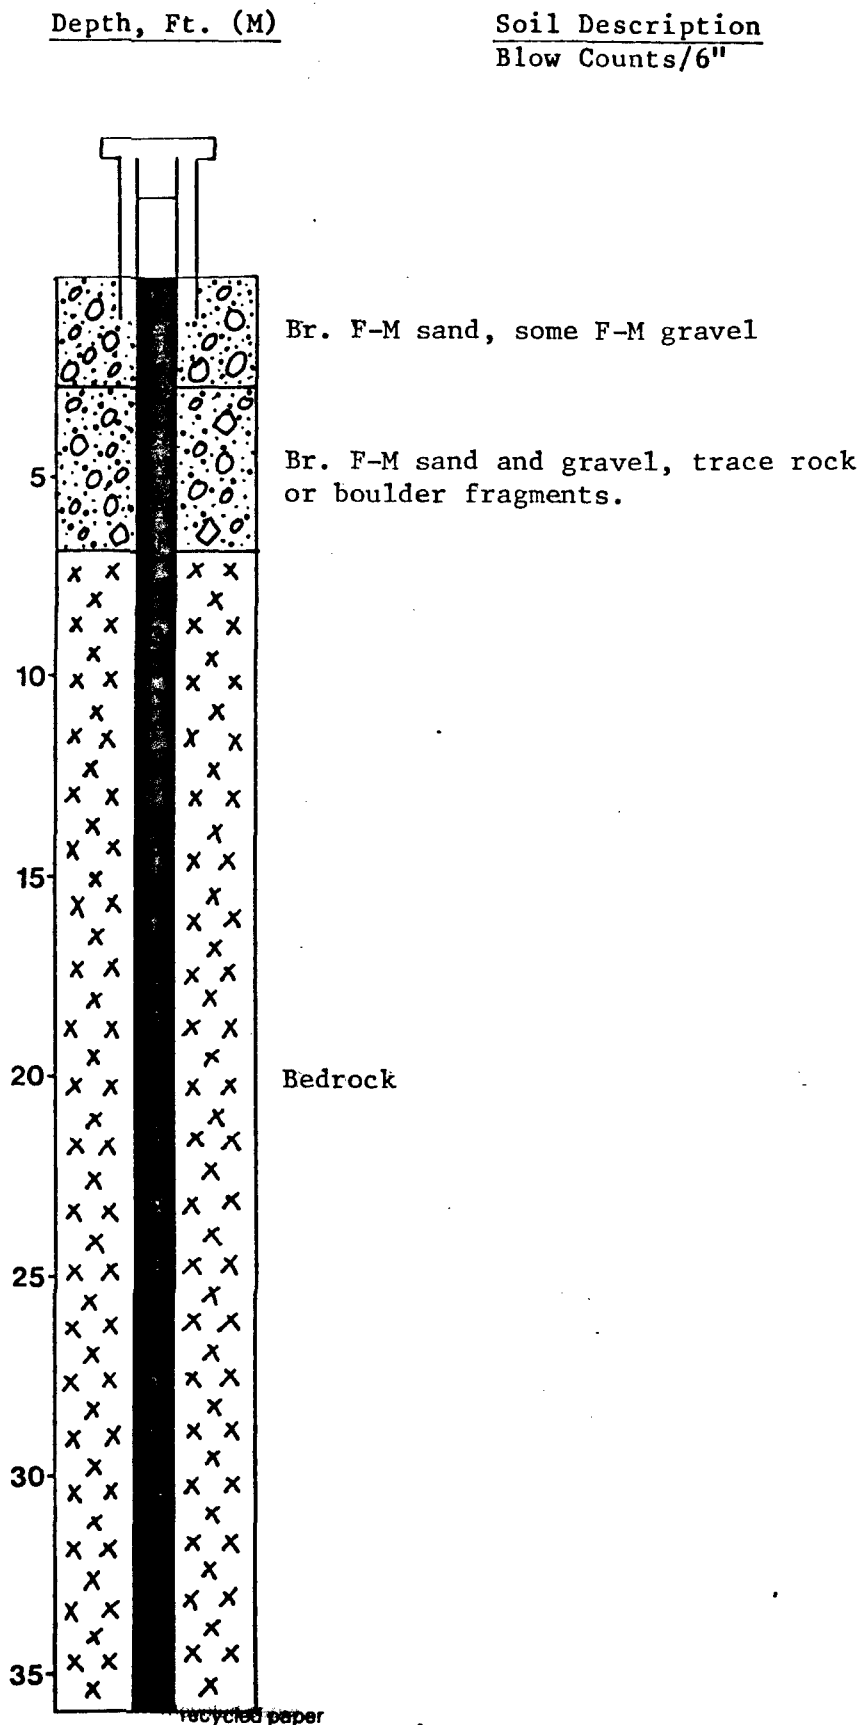 Depth, Ft. (M)
Soil Description
Blow Counts/6"
Br. F-M sand, some F-M gravel
5
Br. F-M sand and gravel, trace rock
or boulder fragments.
10
15
20
Bedrock
25
30
35
recycled paper